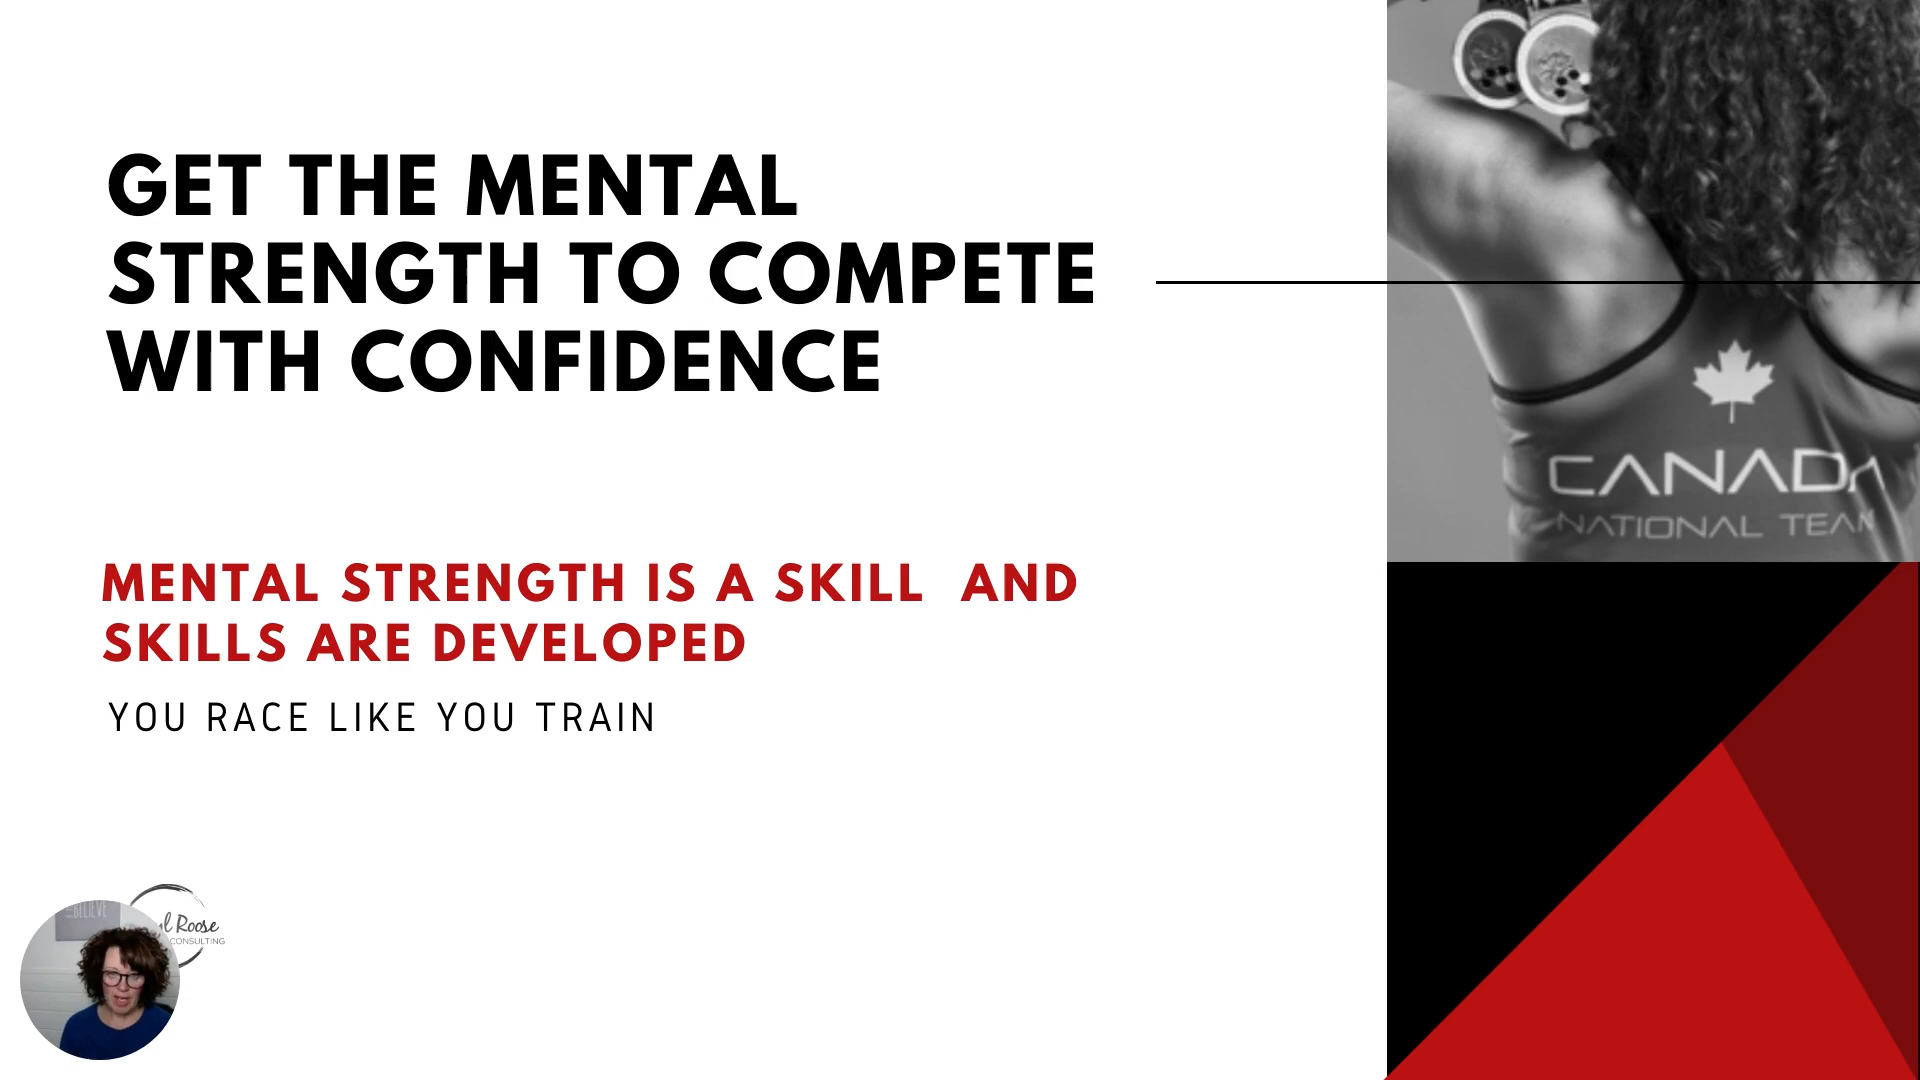 GET THE MENTAL
STRENGTH TO COMPETE
WITH CONFIDENCE
CANADA
NATIONAL TEAM
MENTAL STRENGTH IS A SKILL AND
SKILLS ARE DEVELOPED
YOU RACE LIKE YOU TRAIN
BELIEVE
Roose
CONSULTING